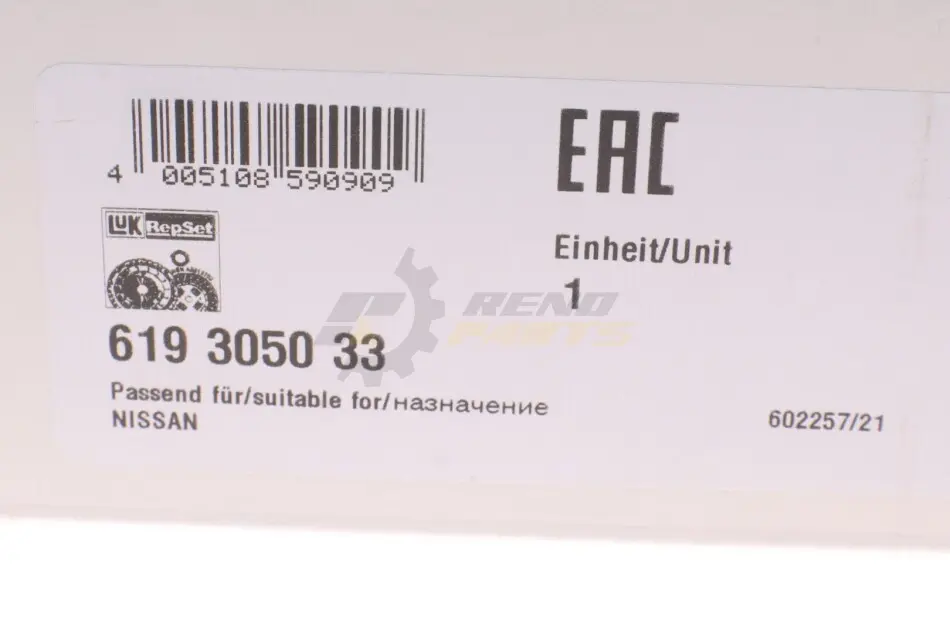 4 005108 590909
EAC
LUK RepSet
Einheit/Unit
1
RENO
PARTS
619 3050 33
Passend für/suitable for/назначение
NISSAN
602257/21